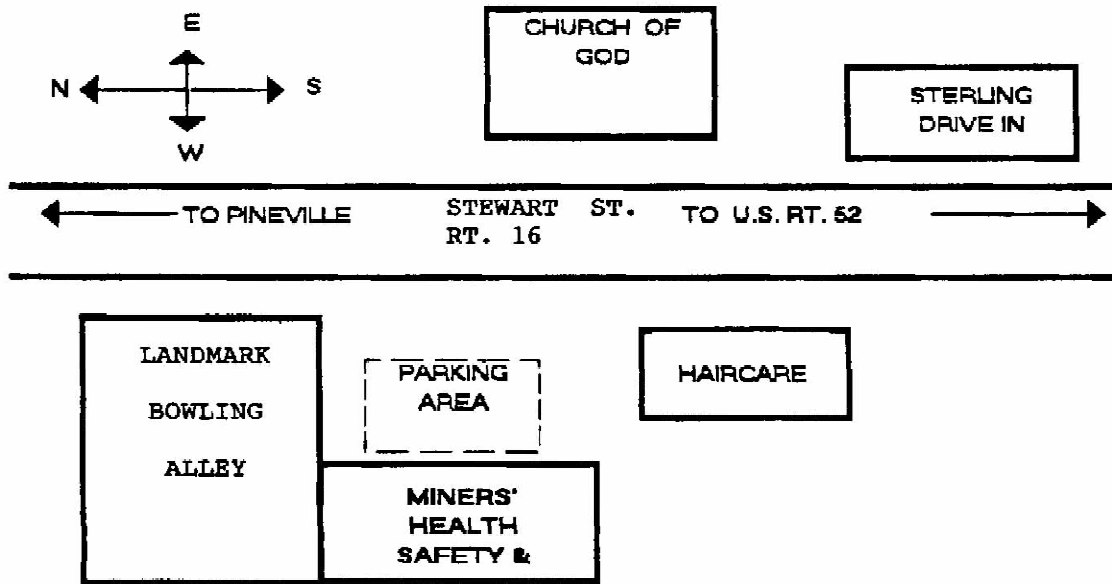 E
N S
W
CHURCH OF
GOD
STERLING
DRIVE IN
TO PINEVILLE
STEWART ST.
RT. 16
TO U.S. RT. 52
LANDMARK
BOWLING
ALLEY
PARKING
AREA
HAIRCARE
MINERS'
HEALTH
SAFETY &